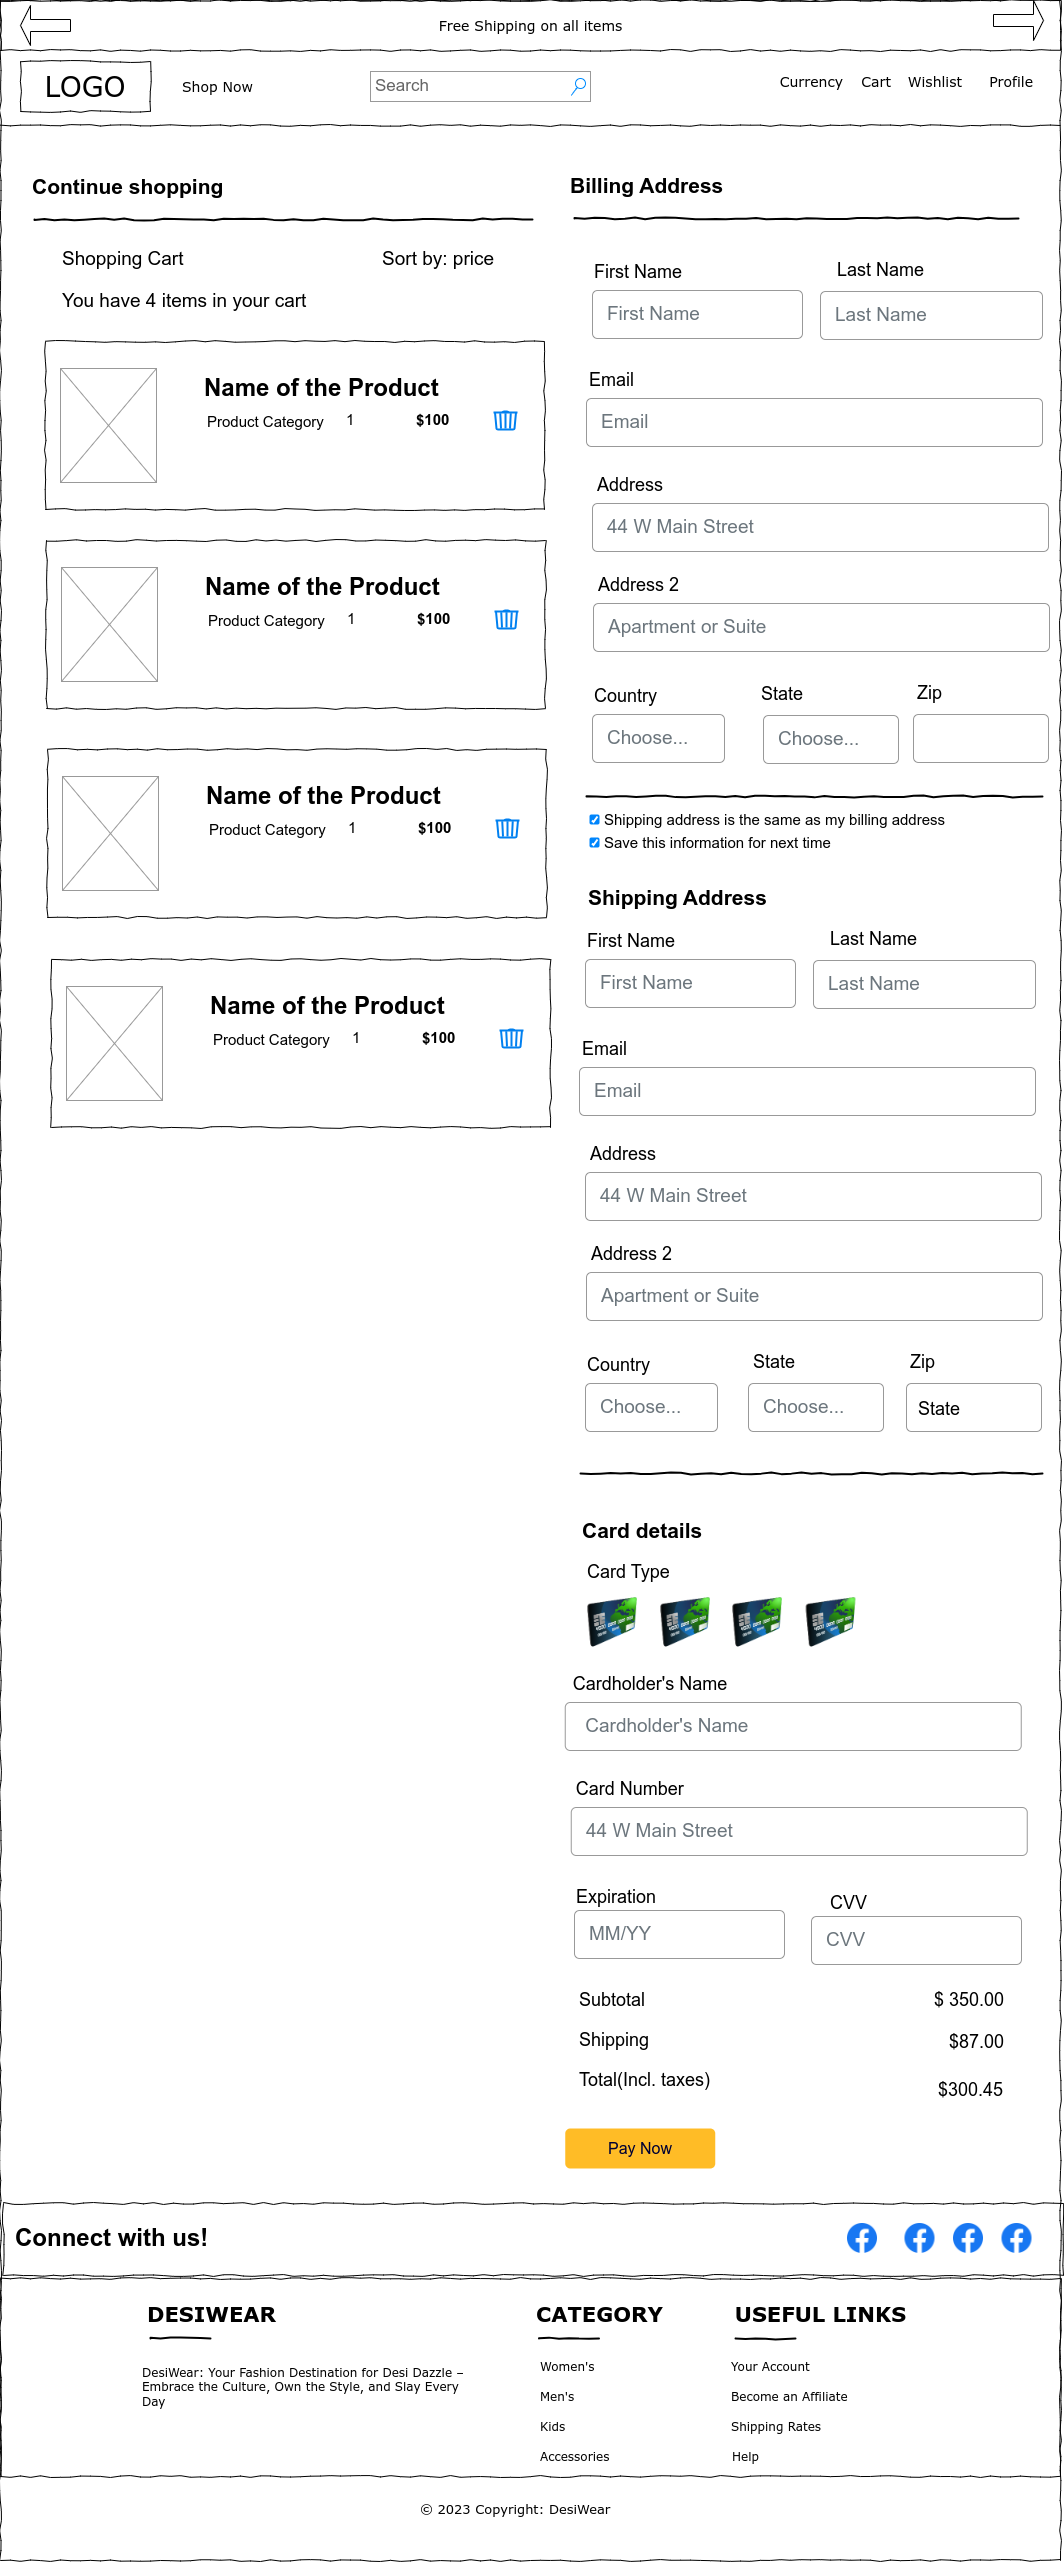 Free Shipping on all items
LOGO
Shop Now
Search
Currency Cart Wishlist Profile
Continue shopping
Shopping Cart
Sort by: price
You have 4 items in your cart
Name of the Product
Product Category 1 $100
Name of the Product
Product Category 1 $100
Name of the Product
Product Category 1 $100
Name of the Product
Product Category 1 $100
Billing Address
First Name
Last Name
First Name
Last Name
Email
Email
Address
44 W Main Street
Address 2
Apartment or Suite
Country
State
Zip
Choose...
Choose...
Shipping address is the same as my billing address
Save this information for next time
Shipping Address
First Name
Last Name
First Name
Last Name
Email
Email
Address
44 W Main Street
Address 2
Apartment or Suite
Country
State
Zip
Choose...
Choose...
State
Card details
Card Type
Cardholder's Name
Cardholder's Name
Card Number
44 W Main Street
Expiration
CVV
MM/YY
CVV
Subtotal $ 350.00
Shipping $87.00
Total(Incl. taxes) $300.45
Pay Now
Connect with us!
DESIWEAR
DesiWear: Your Fashion Destination for Desi Dazzle –
Embrace the Culture, Own the Style, and Slay Every
Day
CATEGORY
Women's
Men's
Kids
Accessories
USEFUL LINKS
Your Account
Become an Affiliate
Shipping Rates
Help
© 2023 Copyright: DesiWear